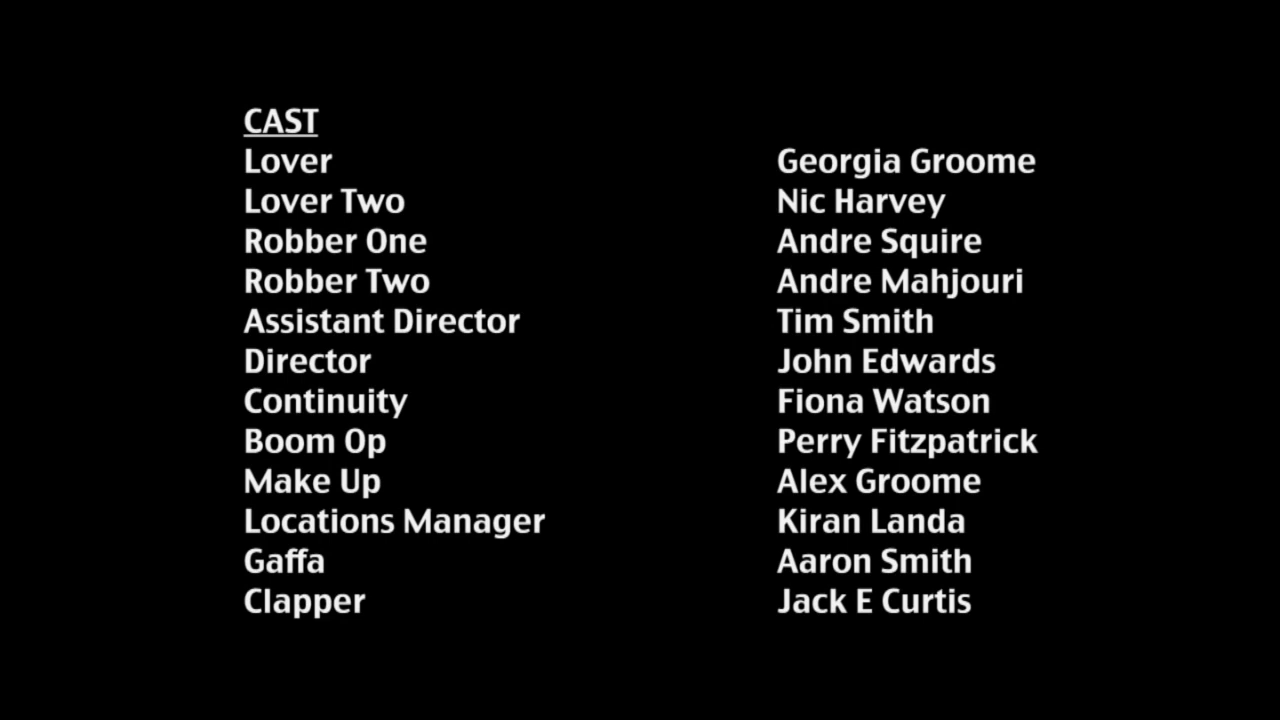 CAST
Lover Georgia Groome
Lover Two Nic Harvey
Robber One Andre Squire
Robber Two Andre Mahjouri
Assistant Director Tim Smith
Director John Edwards
Continuity Fiona Watson
Boom Op Perry Fitzpatrick
Make Up Alex Groome
Locations Manager Kiran Landa
Gaffa Aaron Smith
Clapper Jack E Curtis